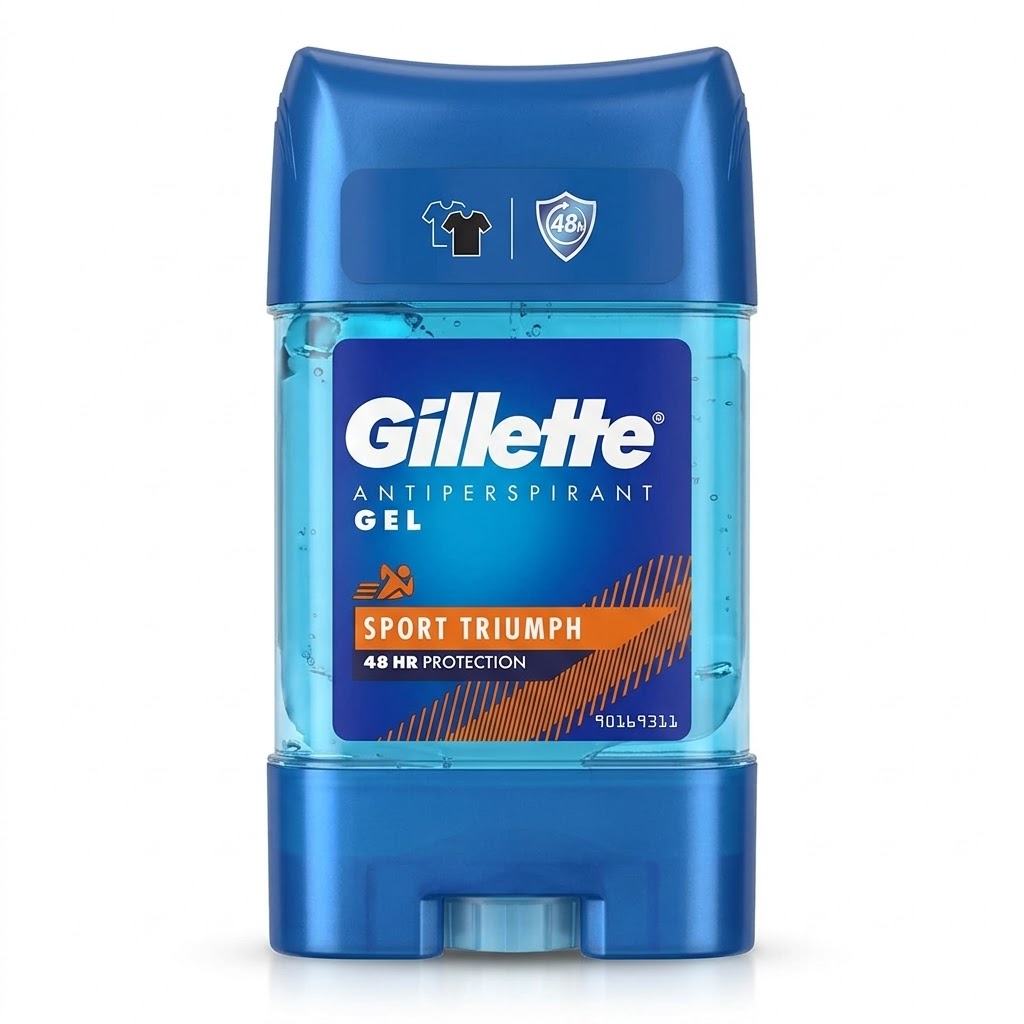 48h
Gillette®
ANTIPERSPIRANT
GEL
SPORT TRIUMPH
48 HR PROTECTION
90169311